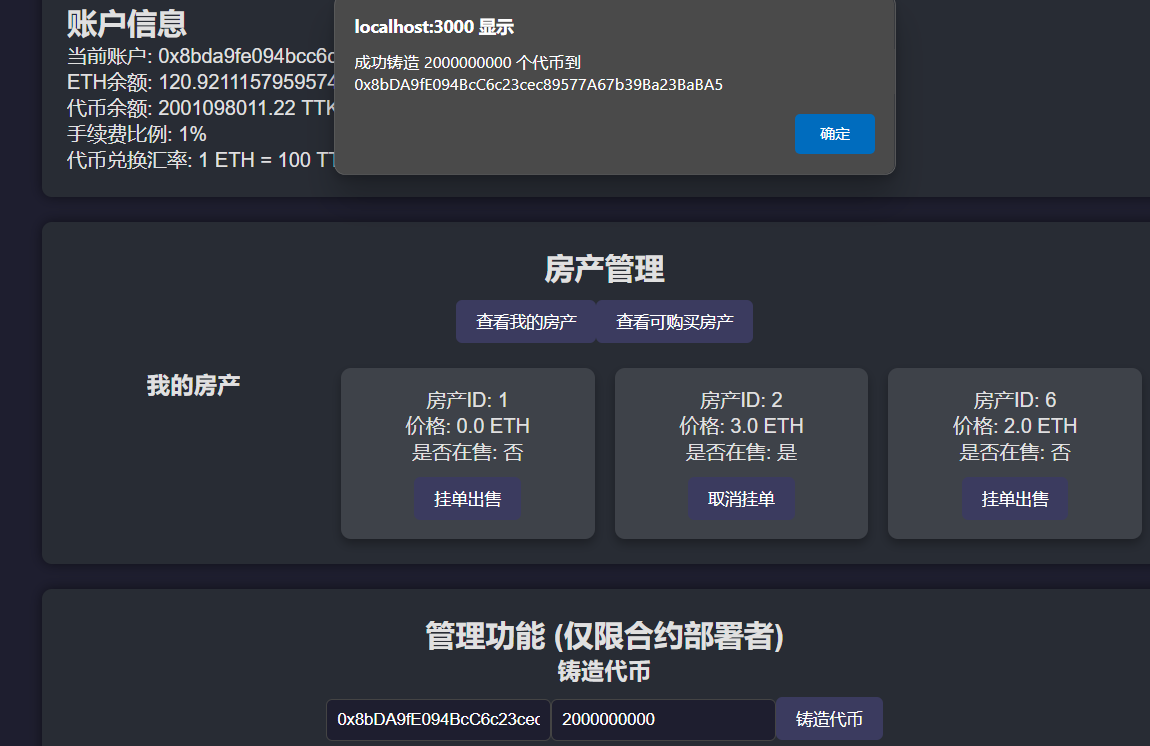 账户信息
当前账户: 0x8bda9fe094bcc6c
ETH余额: 120.9211157959574
代币余额: 2001098011.22 TTK
手续费比例: 1%
代币兑换汇率: 1 ETH = 100 TT
localhost:3000 显示
成功铸造 2000000000 个代币到
0x8bDA9fE094BcC6c23cec89577A67b39Ba23BaBA5
确定
房产管理
查看我的房产 查看可购买房产
我的房产
房产ID: 1
价格: 0.0 ETH
是否在售: 否
挂单出售
房产ID: 2
价格: 3.0 ETH
是否在售: 是
取消挂单
房产ID: 6
价格: 2.0 ETH
是否在售: 否
挂单出售
管理功能 (仅限合约部署者)
铸造代币
0x8bDA9fE094BcC6c23cec 2000000000 铸造代币